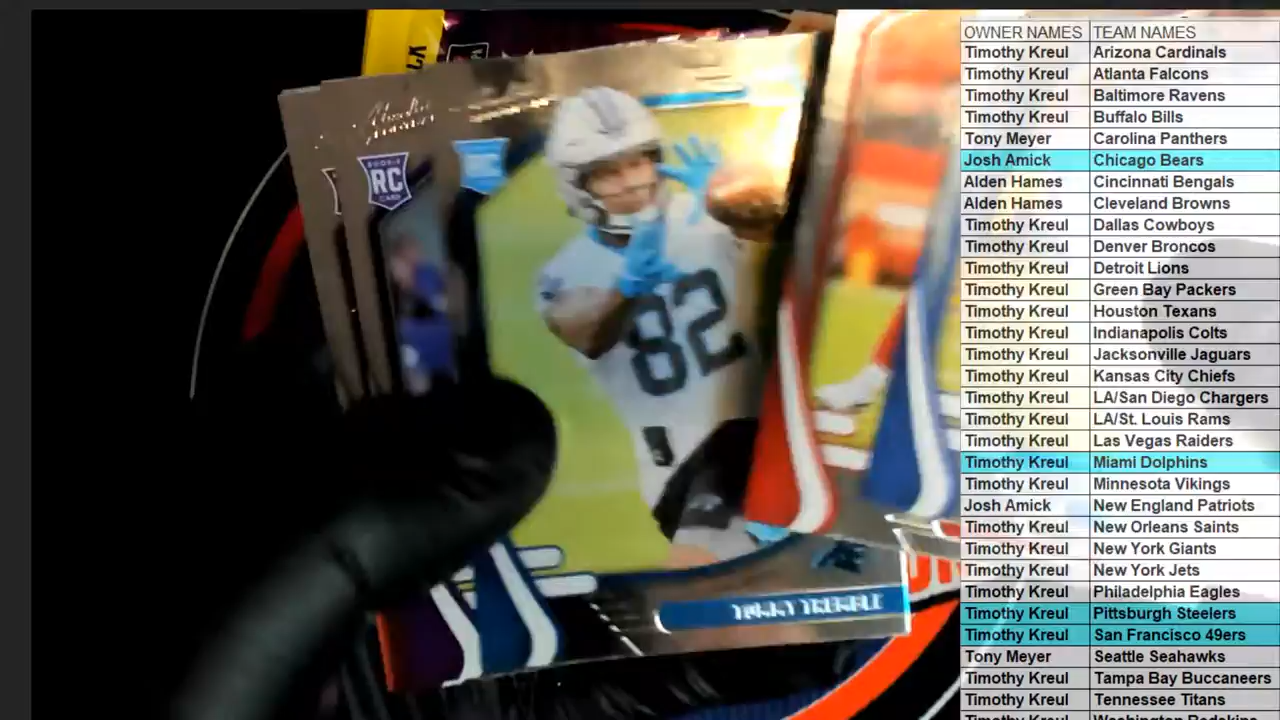 OWNER NAMES TEAM NAMES
Timothy Kreul Arizona Cardinals
Timothy Kreul Atlanta Falcons
Timothy Kreul Baltimore Ravens
Timothy Kreul Buffalo Bills
Tony Meyer Carolina Panthers
Josh Amick Chicago Bears
Alden Hames Cincinnati Bengals
Alden Hames Cleveland Browns
Timothy Kreul Dallas Cowboys
Timothy Kreul Denver Broncos
Timothy Kreul Detroit Lions
Timothy Kreul Green Bay Packers
Timothy Kreul Houston Texans
Timothy Kreul Indianapolis Colts
Timothy Kreul Jacksonville Jaguars
Timothy Kreul Kansas City Chiefs
Timothy Kreul LA/San Diego Chargers
Timothy Kreul LA/St. Louis Rams
Timothy Kreul Las Vegas Raiders
Timothy Kreul Miami Dolphins
Timothy Kreul Minnesota Vikings
Josh Amick New England Patriots
Timothy Kreul New Orleans Saints
Timothy Kreul New York Giants
Timothy Kreul New York Jets
Timothy Kreul Philadelphia Eagles
Timothy Kreul Pittsburgh Steelers
Timothy Kreul San Francisco 49ers
Tony Meyer Seattle Seahawks
Timothy Kreul Tampa Bay Buccaneers
Timothy Kreul Tennessee Titans
Timothy Kreul Washington Redskins
Absolute
ROOKIE
RC
CARD
82
TOMMY TREMBLE